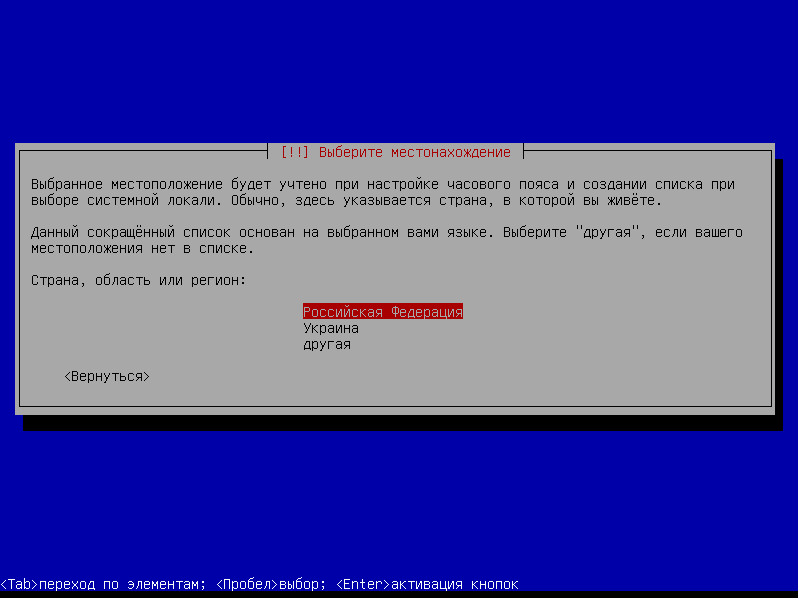 [!!] Выберите местонахождение
Выбранное местоположение будет учтено при настройке часового пояса и создании списка при
выборе системной локали. Обычно, здесь указывается страна, в которой вы живёте.
Данный сокращённый список основан на выбранном вами языке. Выберите "другая", если вашего
местоположения нет в списке.
Страна, область или регион:
Российская Федерация
Украина
другая
<Вернуться>
<Tab>переход по элементам; <Пробел>выбор; <Enter>активация кнопок